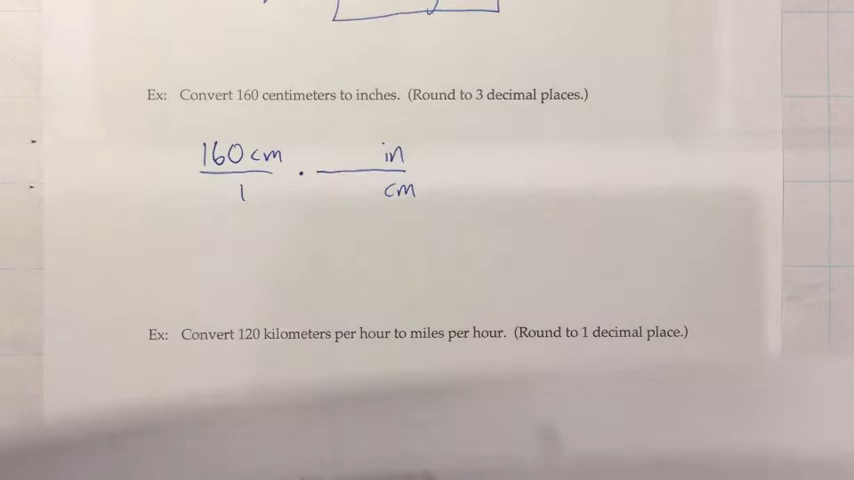 Ex: Convert 160 centimeters to inches. (Round to 3 decimal places.)
160 cm · in
1 cm
Ex: Convert 120 kilometers per hour to miles per hour. (Round to 1 decimal place.)